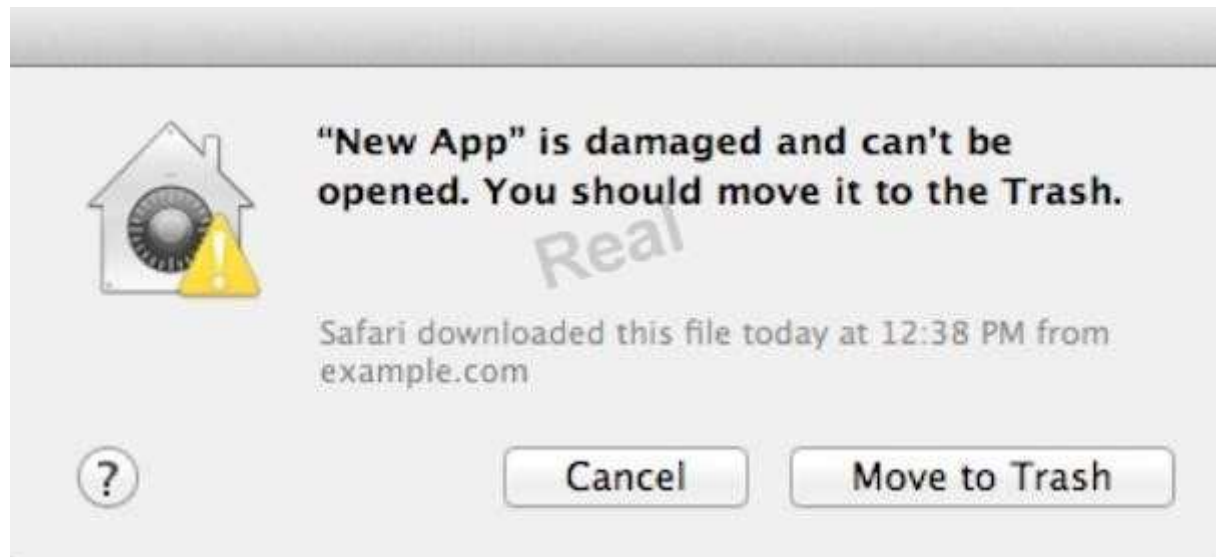 “New App” is damaged and can't be
opened. You should move it to the Trash.
Real
Safari downloaded this file today at 12:38 PM from
example.com
?
Cancel
Move to Trash